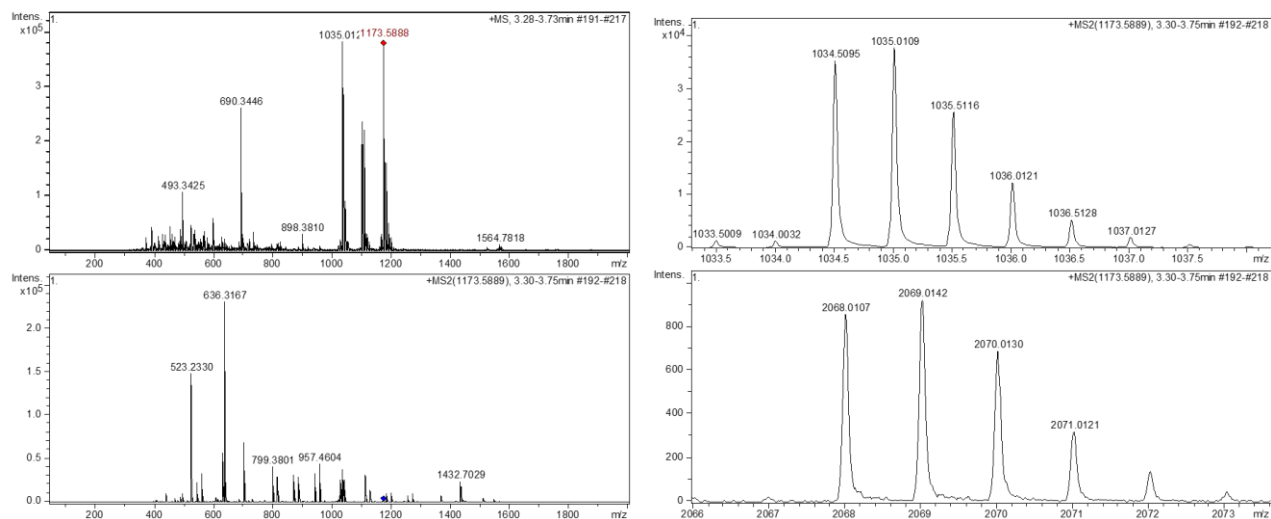 Intens. 1. +MS, 3.28-3.73min #191-#217
x10⁵
1035.012 1173.5888
3
690.3446
2
1
493.3425
898.3810
1564.7818
0
200 400 600 800 1000 1200 1400 1600 1800 m/z
Intens. 1. +MS2(1173.5889), 3.30-3.75min #192-#218
x10⁵
636.3167
2.0
523.2330
1.5
1.0
0.5
799.3801 957.4604
1432.7029
0.0
200 400 600 800 1000 1200 1400 1600 1800 m/z
Intens. 1. +MS2(1173.5889), 3.30-3.75min #192-#218
x10⁴
1034.5095 1035.0109
3
1035.5116
2
1036.0121
1
1036.5128
1033.5009 1034.0032 1037.0127
0
1033.5 1034.0 1034.5 1035.0 1035.5 1036.0 1036.5 1037.0 1037.5 m/z
Intens. 1. +MS2(1173.5889), 3.30-3.75min #192-#218
2068.0107 2069.0142
800
2070.0130
600
400
2071.0121
200
0
2066 2067 2068 2069 2070 2071 2072 2073 m/z